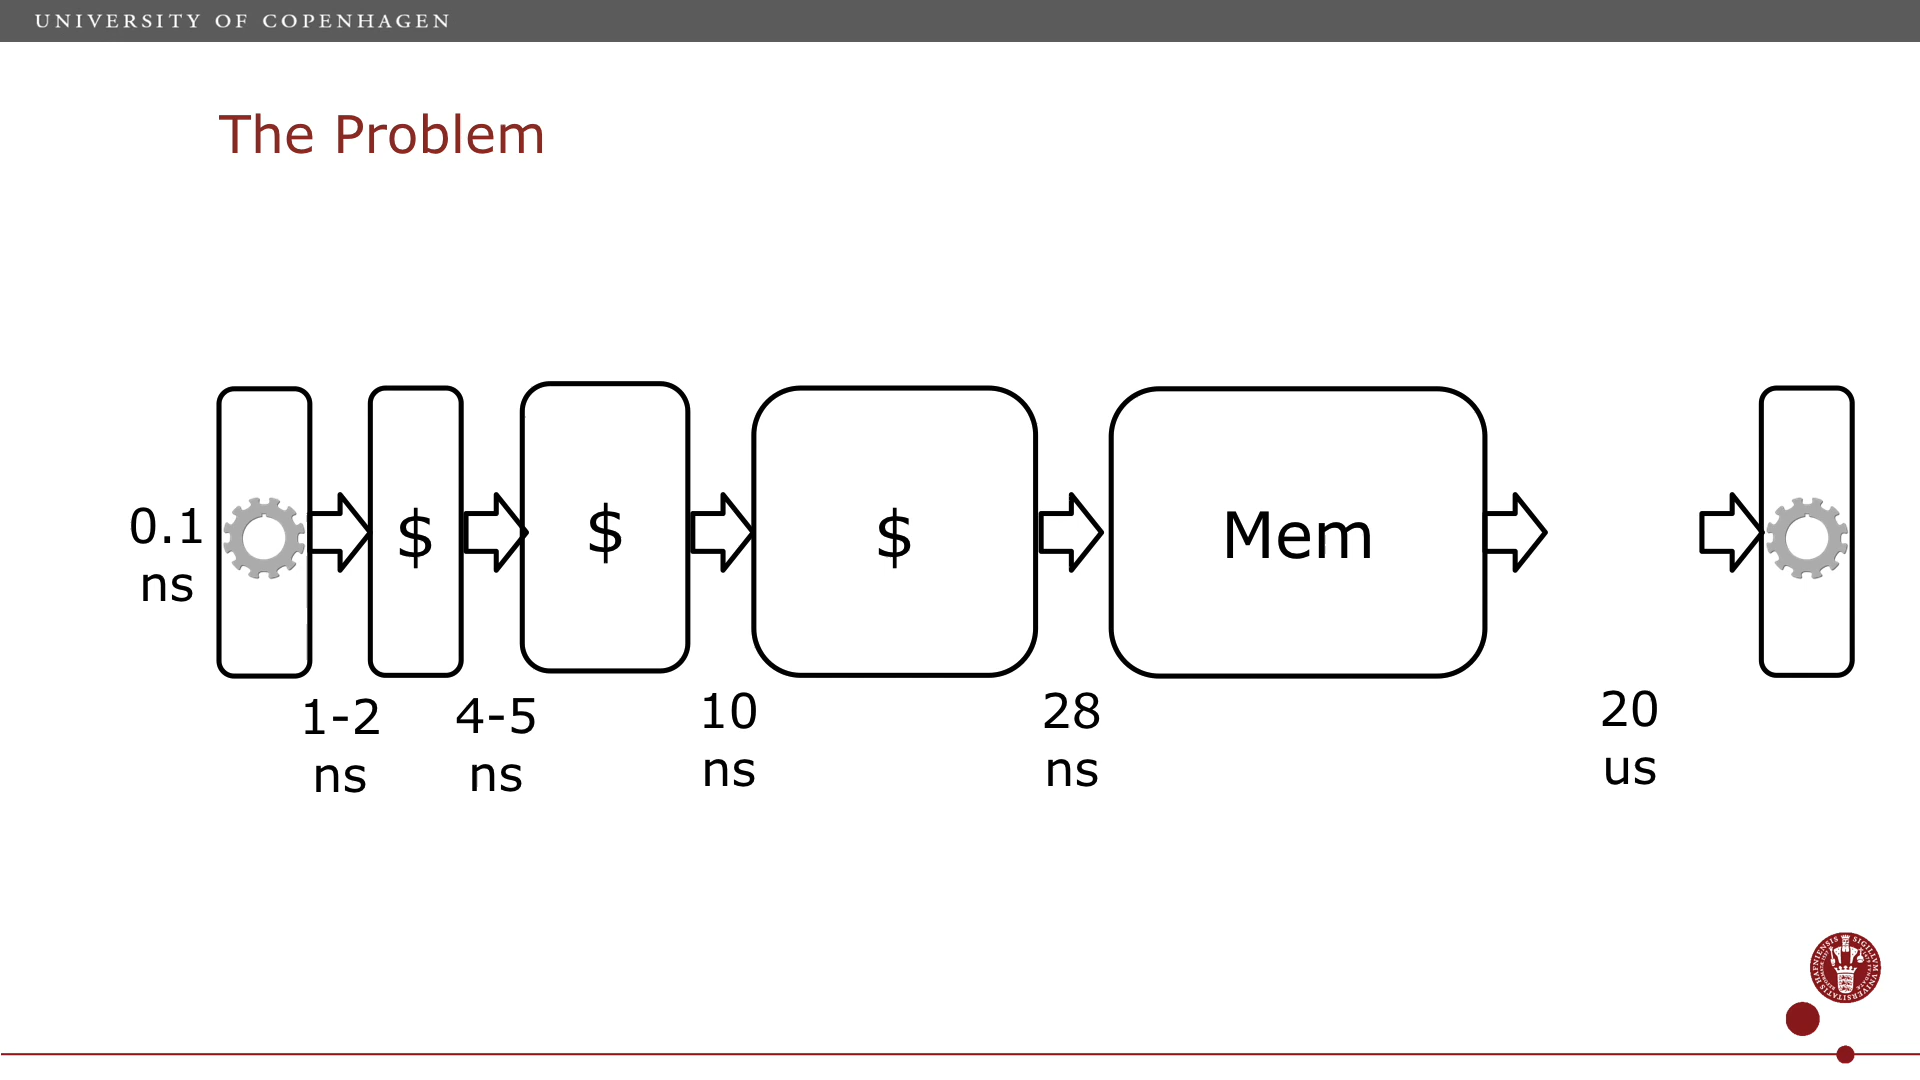 UNIVERSITY OF COPENHAGEN
The Problem
0.1
ns
$
$
$
Mem
1-2
ns
4-5
ns
10
ns
28
ns
20
us